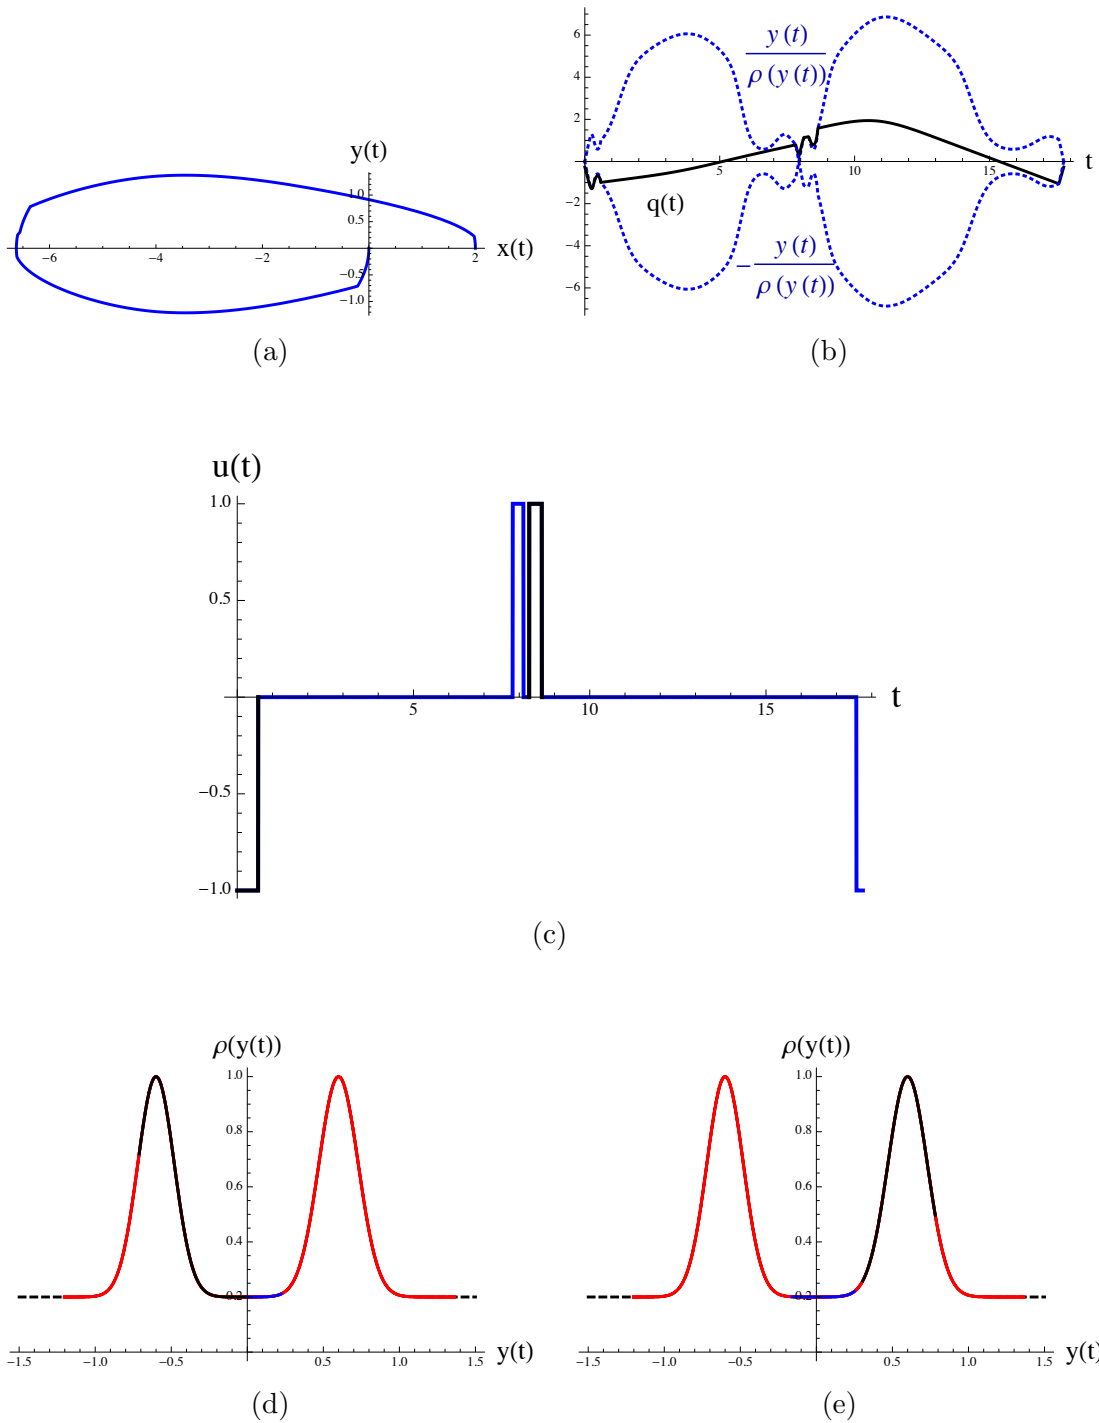 y(t)
1.0
0.5
−6 −4 −2 2 x(t)
−0.5
−1.0
(a)
6
4
2
−2
−4
−6
y (t)
ρ (y (t))
5 10 15 t
q(t)
− y (t)
ρ (y (t))
(b)
u(t)
1.0
0.5
5 10 15 t
−0.5
−1.0
(c)
ρ(y(t))
1.0
0.8
0.6
0.4
0.2
−1.5 −1.0 −0.5 0.5 1.0 1.5 y(t)
(d)
ρ(y(t))
1.0
0.8
0.6
0.4
0.2
−1.5 −1.0 −0.5 0.5 1.0 1.5 y(t)
(e)